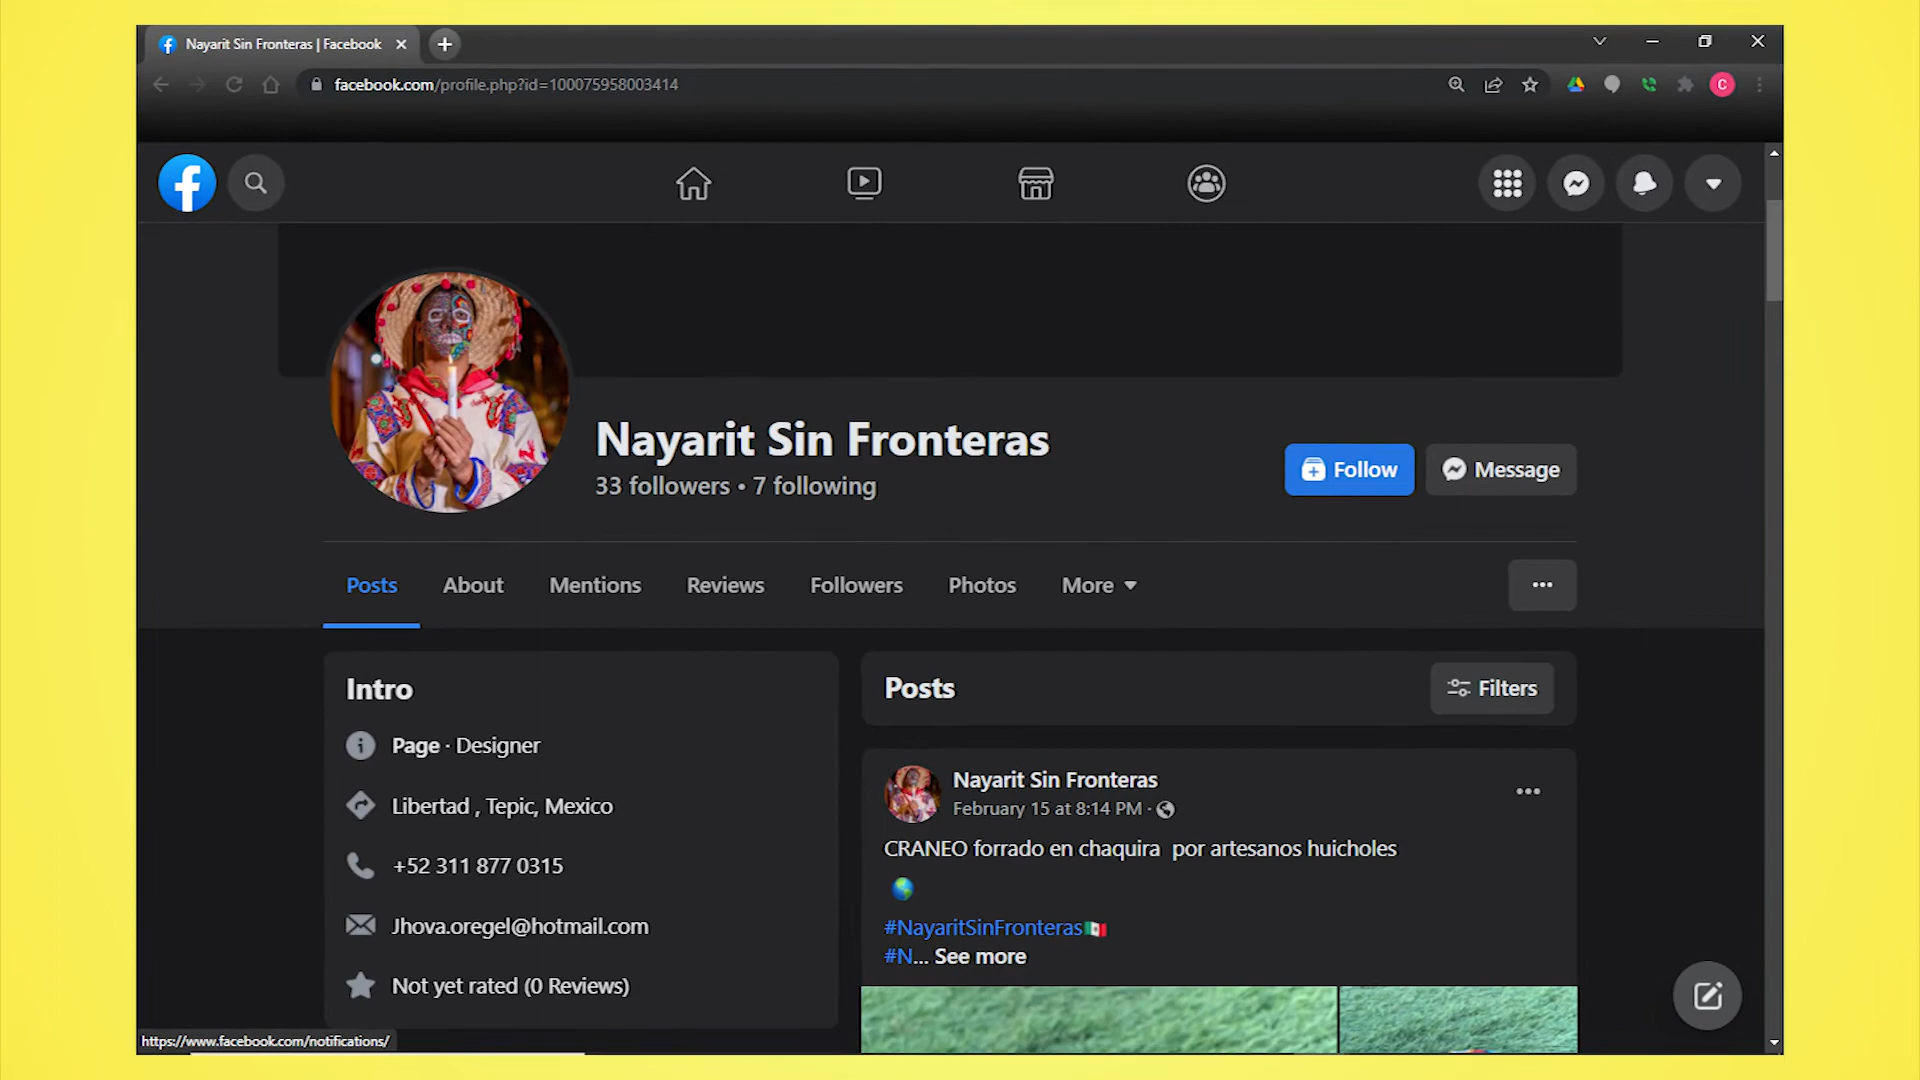 Nayarit Sin Fronteras | Facebook
facebook.com/profile.php?id=100075958003414
C
Nayarit Sin Fronteras
33 followers • 7 following
Follow
Message
Posts
About
Mentions
Reviews
Followers
Photos
More
Intro
Page · Designer
Libertad , Tepic, Mexico
+52 311 877 0315
Jhova.oregel@hotmail.com
Not yet rated (0 Reviews)
Posts
Filters
Nayarit Sin Fronteras
February 15 at 8:14 PM ·
CRANEO forrado en chaquira  por artesanos huicholes
#NayaritSinFronteras
#N... See more
https://www.facebook.com/notifications/